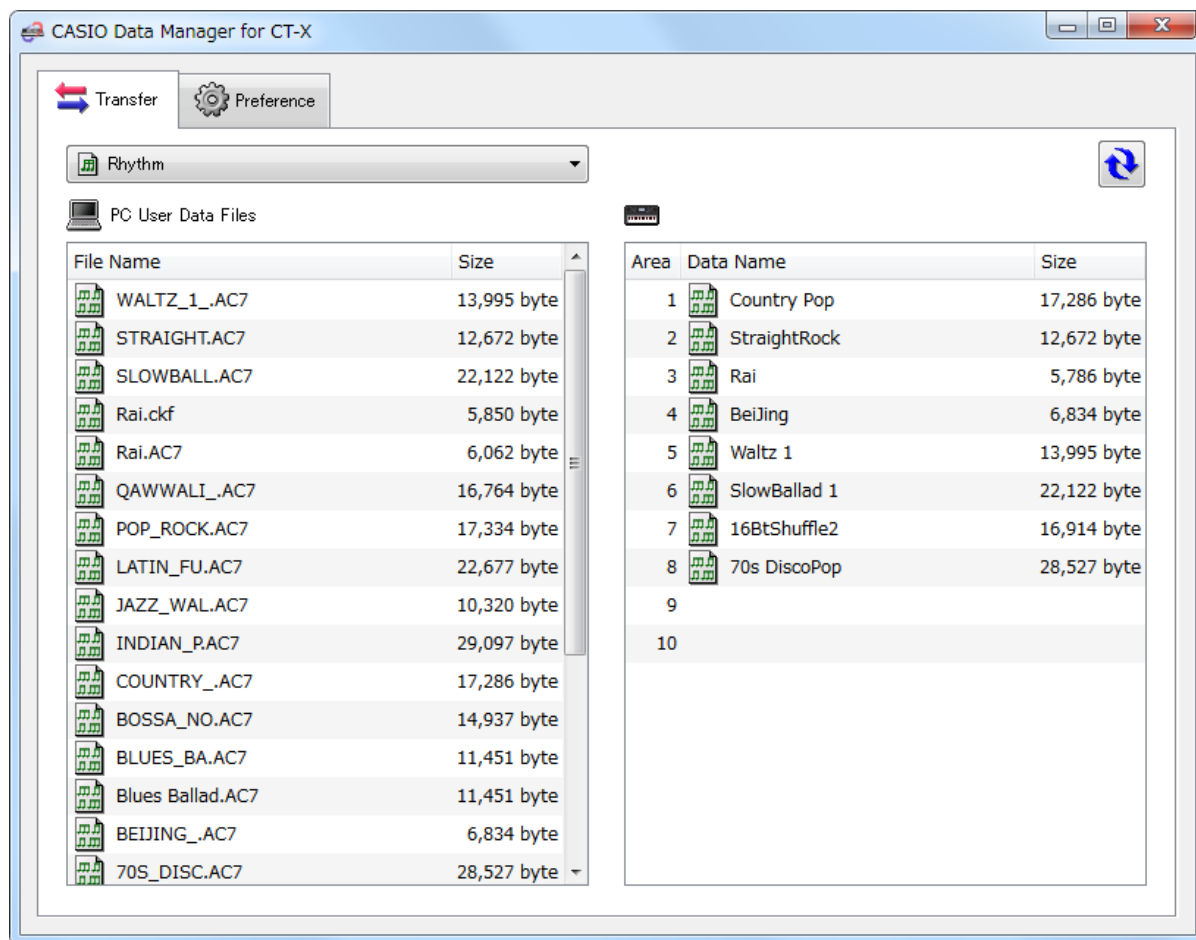 CASIO Data Manager for CT-X
Transfer Preference
Rhythm
PC User Data Files
File Name Size
WALTZ_1_.AC7 13,995 byte
STRAIGHT.AC7 12,672 byte
SLOWBALL.AC7 22,122 byte
Rai.ckf 5,850 byte
Rai.AC7 6,062 byte
QAWWALI_.AC7 16,764 byte
POP_ROCK.AC7 17,334 byte
LATIN_FU.AC7 22,677 byte
JAZZ_WAL.AC7 10,320 byte
INDIAN_P.AC7 29,097 byte
COUNTRY_.AC7 17,286 byte
BOSSA_NO.AC7 14,937 byte
BLUES_BA.AC7 11,451 byte
Blues Ballad.AC7 11,451 byte
BEIJING_.AC7 6,834 byte
70S_DISC.AC7 28,527 byte
Area Data Name Size
1 Country Pop 17,286 byte
2 StraightRock 12,672 byte
3 Rai 5,786 byte
4 BeiJing 6,834 byte
5 Waltz 1 13,995 byte
6 SlowBallad 1 22,122 byte
7 16BtShuffle2 16,914 byte
8 70s DiscoPop 28,527 byte
9
10